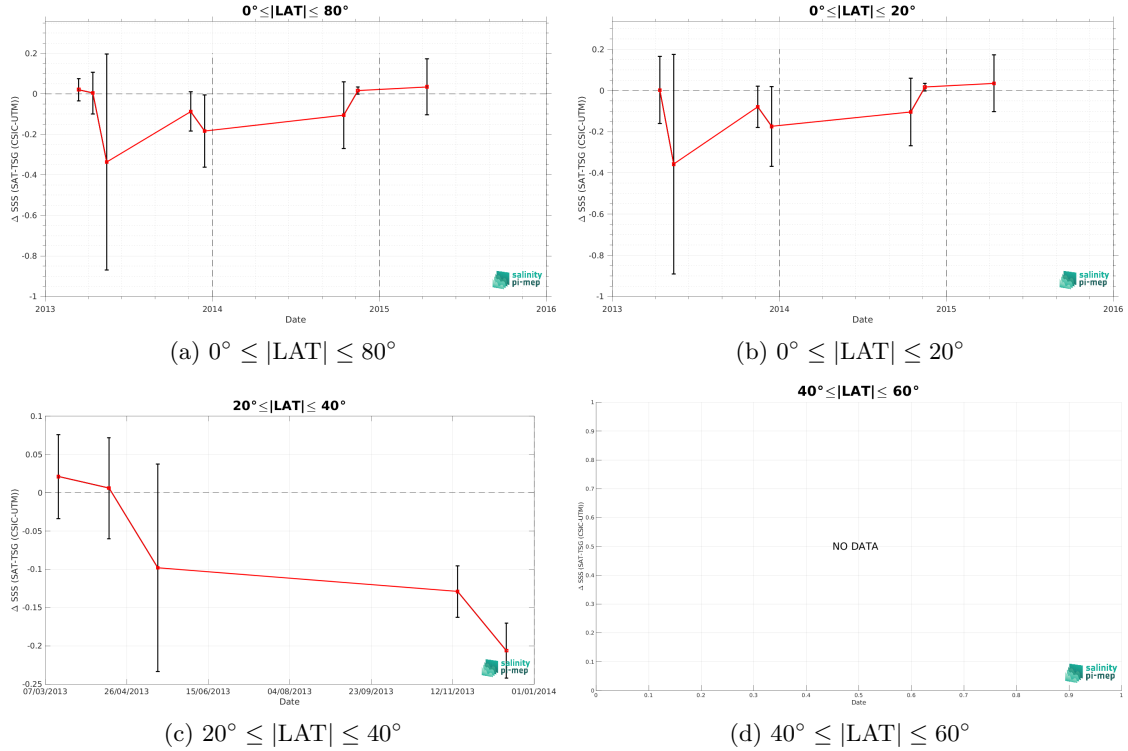 0°≤|LAT|≤ 80°
0.2
0
-0.2
-0.4
-0.6
-0.8
-1
Δ SSS (SAT-TSG (CSIC-UTM))
2013
2014
2015
2016
Date
salinity
pi-mep
(a) 0° ≤ |LAT| ≤ 80°
0°≤|LAT|≤ 20°
0.2
0
-0.2
-0.4
-0.6
-0.8
-1
Δ SSS (SAT-TSG (CSIC-UTM))
2013
2014
2015
2016
Date
salinity
pi-mep
(b) 0° ≤ |LAT| ≤ 20°
20°≤|LAT|≤ 40°
0.1
0.05
0
-0.05
-0.1
-0.15
-0.2
-0.25
Δ SSS (SAT-TSG (CSIC-UTM))
07/03/2013
26/04/2013
15/06/2013
04/08/2013
23/09/2013
12/11/2013
01/01/2014
Date
salinity
pi-mep
(c) 20° ≤ |LAT| ≤ 40°
40°≤|LAT|≤ 60°
1
0.9
0.8
0.7
0.6
0.5
0.4
0.3
0.2
0.1
0
Δ SSS (SAT-TSG (CSIC-UTM))
NO DATA
0
0.1
0.2
0.3
0.4
0.5
0.6
0.7
0.8
0.9
1
Date
salinity
pi-mep
(d) 40° ≤ |LAT| ≤ 60°